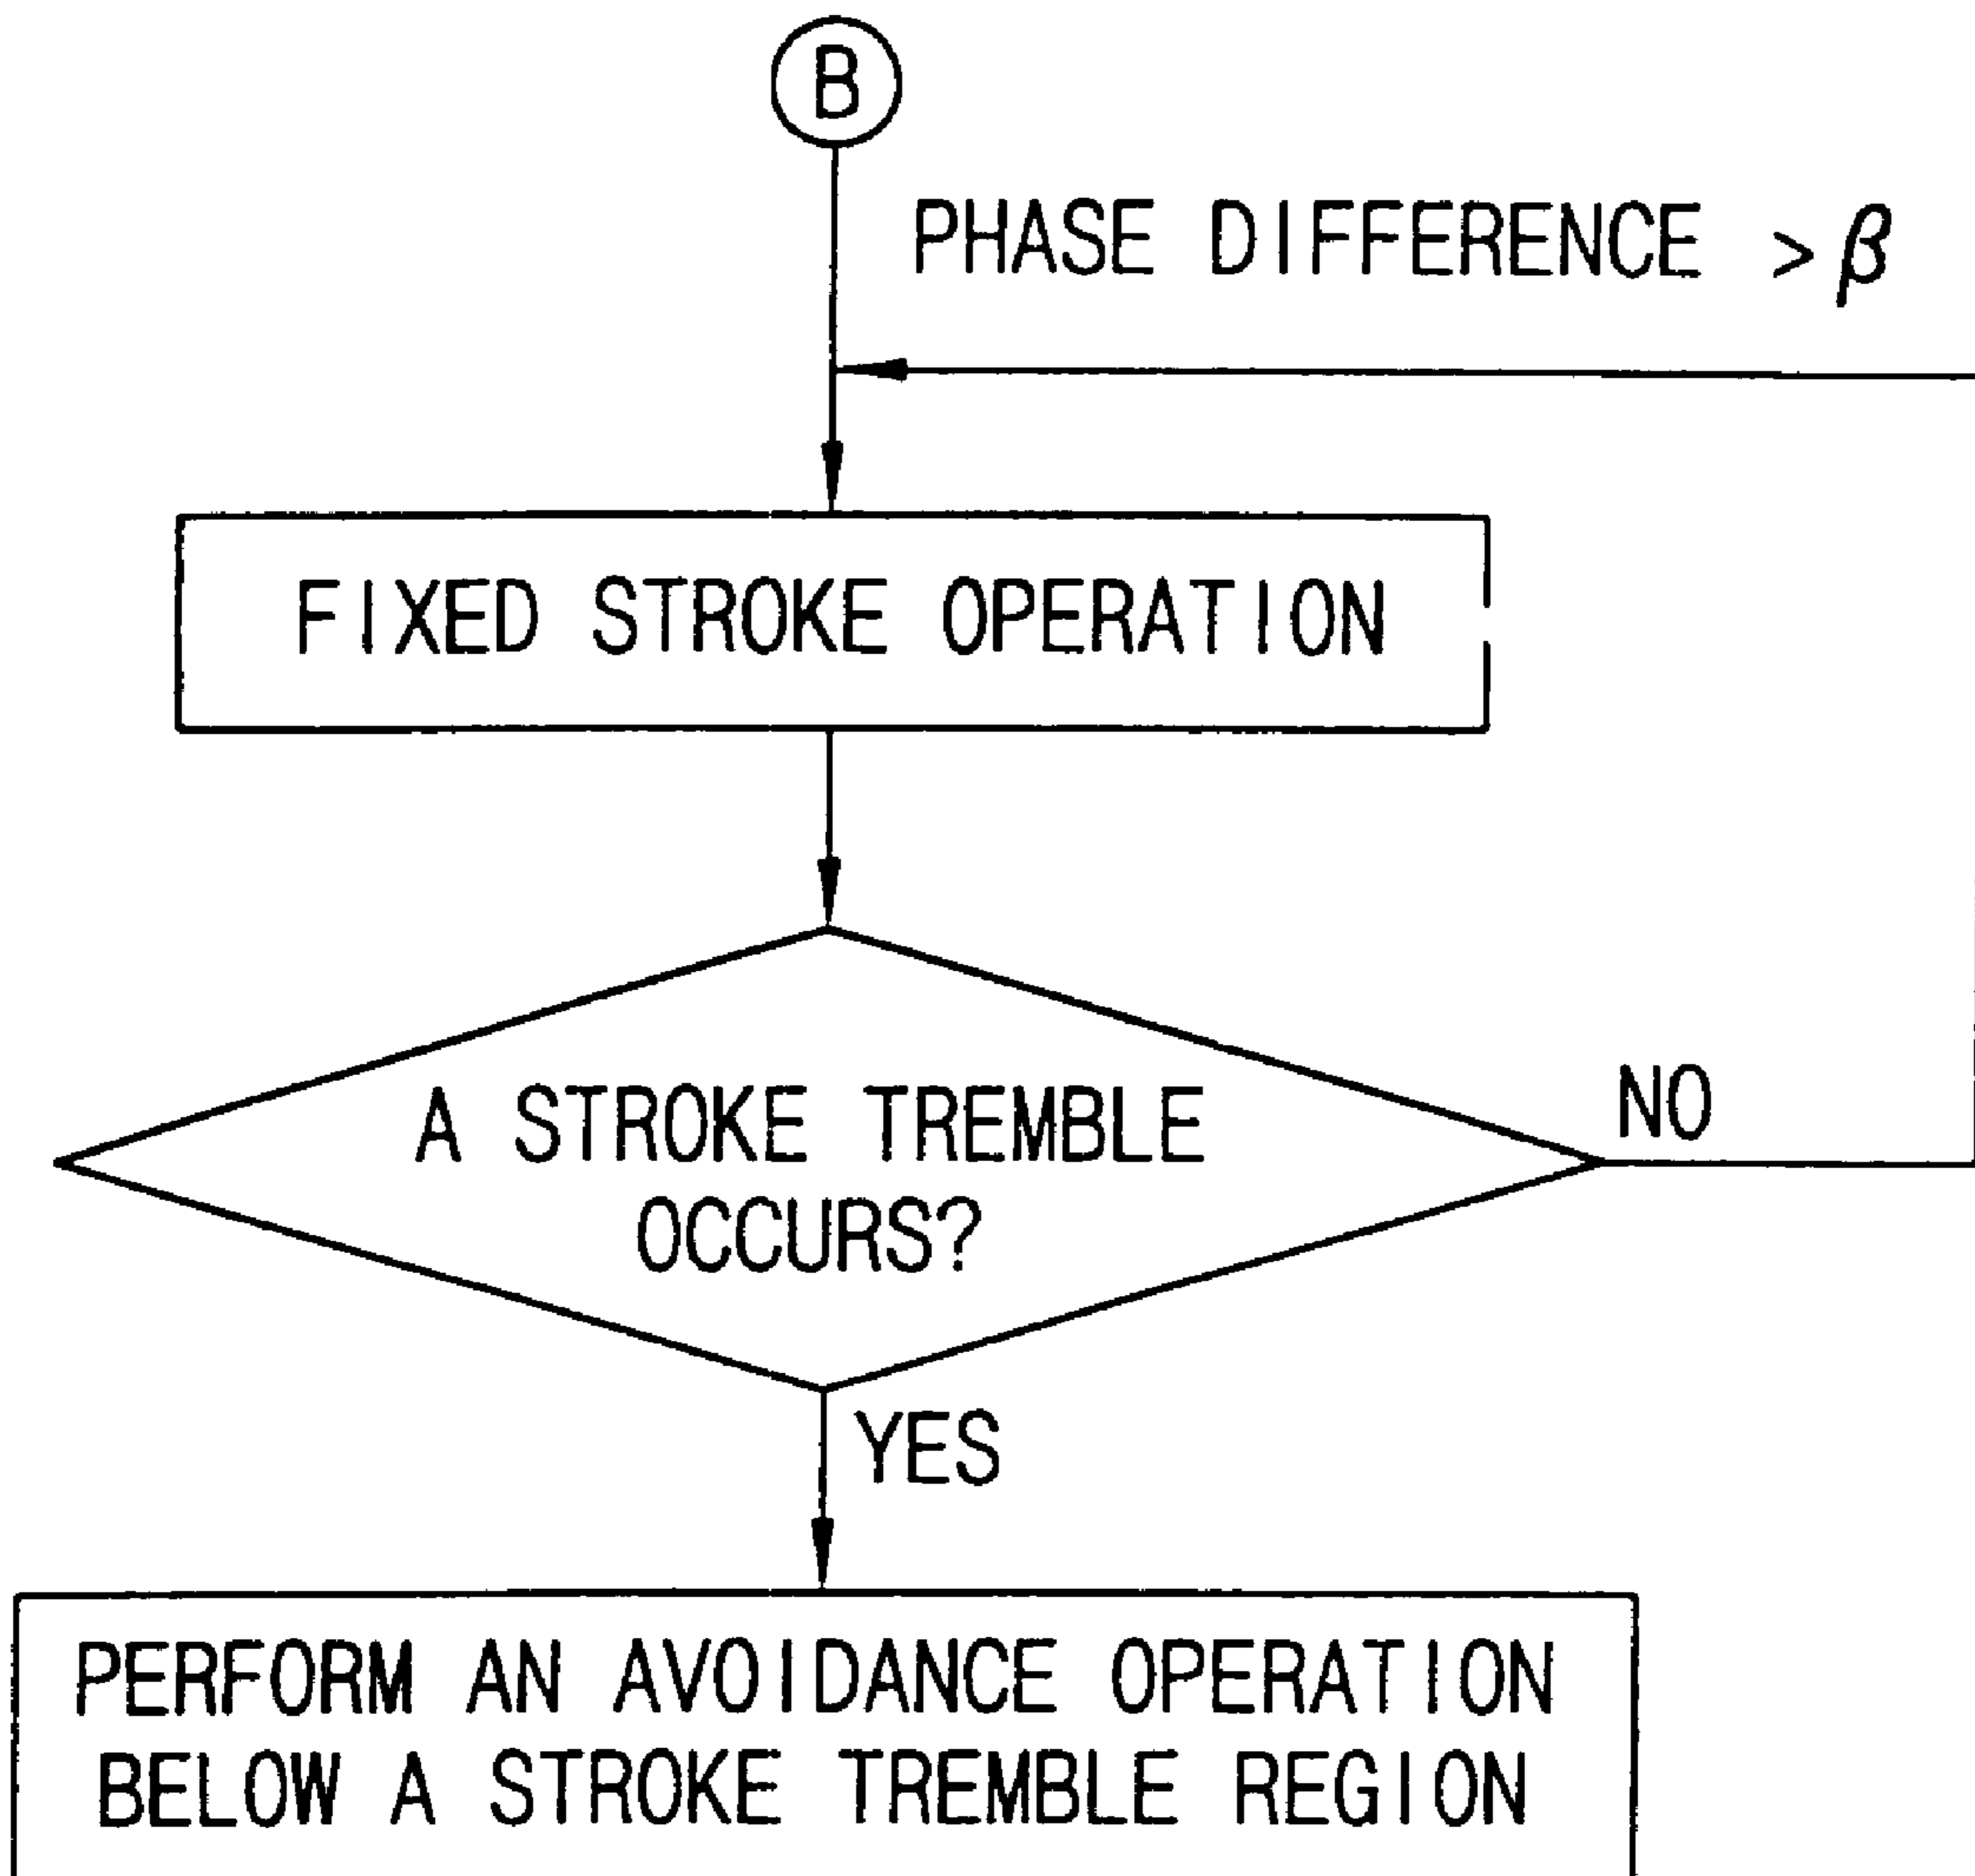 B
PHASE DIFFERENCE > β
FIXED STROKE OPERATION
A STROKE TREMBLE
OCCURS?
NO
YES
PERFORM AN AVOIDANCE OPERATION
BELOW A STROKE TREMBLE REGION